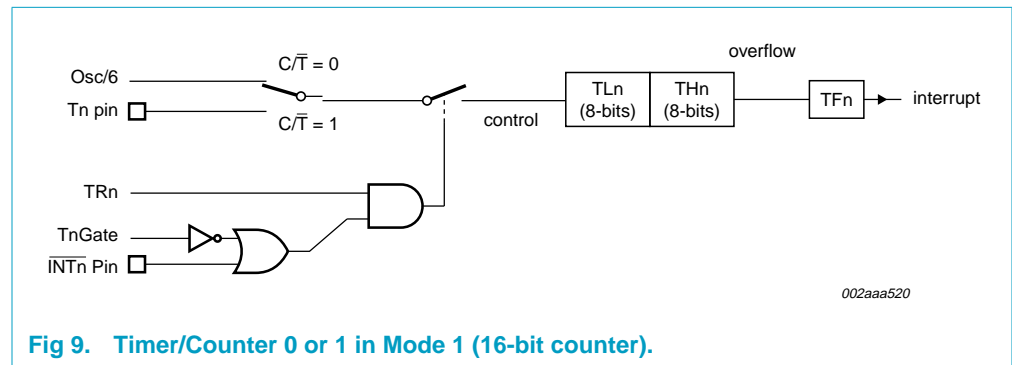 overflow
C/T̅ = 0
Osc/6
TLn
(8-bits)
THn
(8-bits)
TFn
interrupt
Tn pin
C/T̅ = 1
control
TRn
TnGate
I̅N̅T̅n̅ Pin
002aaa520
Fig 9. Timer/Counter 0 or 1 in Mode 1 (16-bit counter).